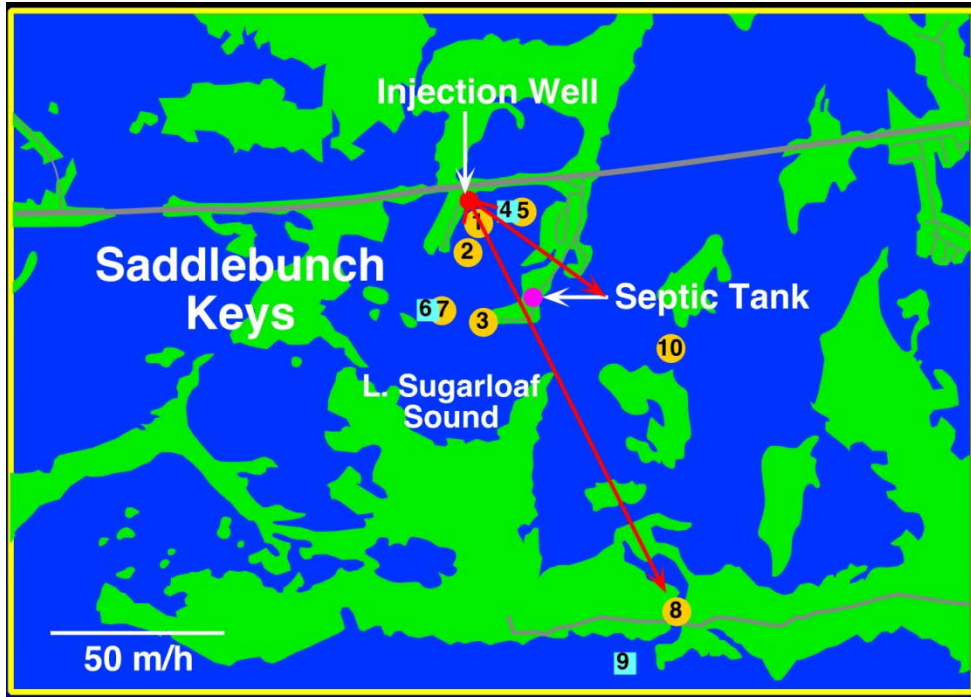 Injection Well
4 5
1
2
Saddlebunch
Keys
Septic Tank
6 7
3
10
L. Sugarloaf
Sound
8
50 m/h
9